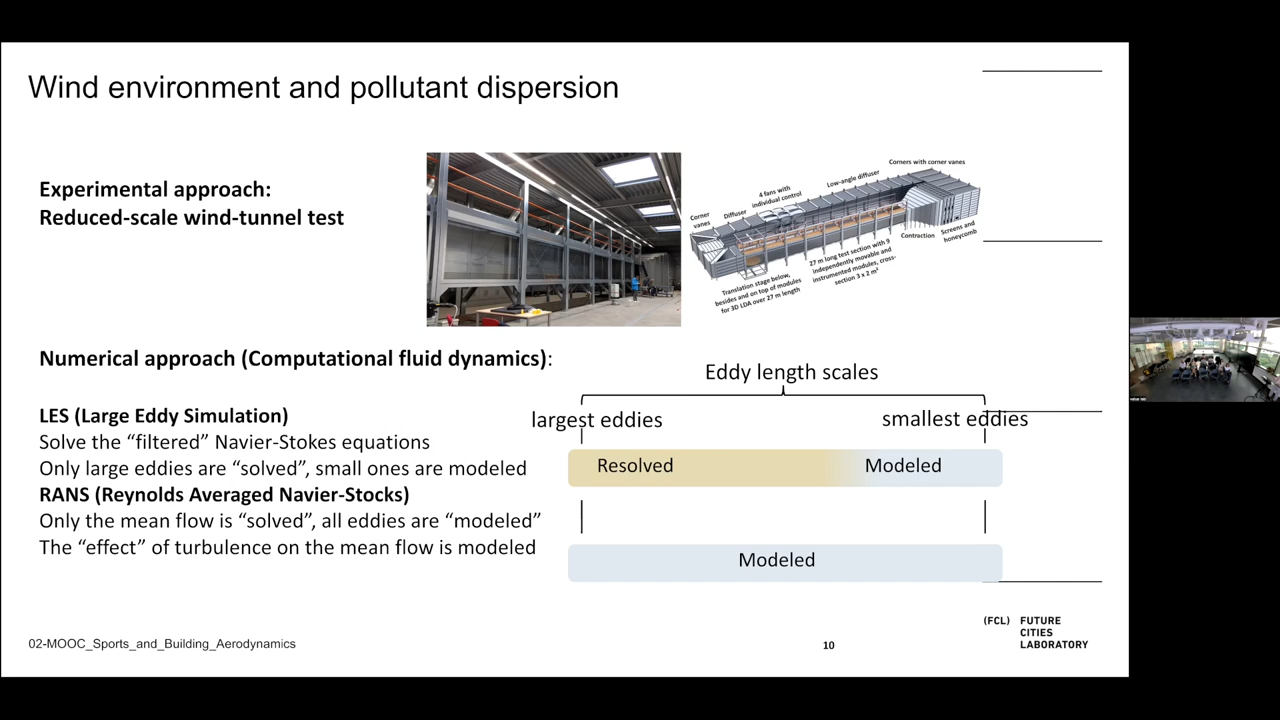 Wind environment and pollutant dispersion
Experimental approach:
Reduced-scale wind-tunnel test
Corner
vanes
Diffuser
4 fans with
individual control
Low-angle diffuser
Corners with corner vanes
Contraction
Screens and
honeycomb
27 m long test section with 9
independently movable and
instrumented modules, cross-
section 3 x 2 m²
Translation stage below,
besides and on top of modules
for 3D LDA over 27 m length
Numerical approach (Computational fluid dynamics):
LES (Large Eddy Simulation)
Solve the “filtered” Navier-Stokes equations
Only large eddies are “solved”, small ones are modeled
RANS (Reynolds Averaged Navier-Stocks)
Only the mean flow is “solved”, all eddies are “modeled”
The “effect” of turbulence on the mean flow is modeled
Eddy length scales
largest eddies
smallest eddies
Resolved
Modeled
Modeled
02-MOOC_Sports_and_Building_Aerodynamics
10
(FCL) FUTURE
CITIES
LABORATORY